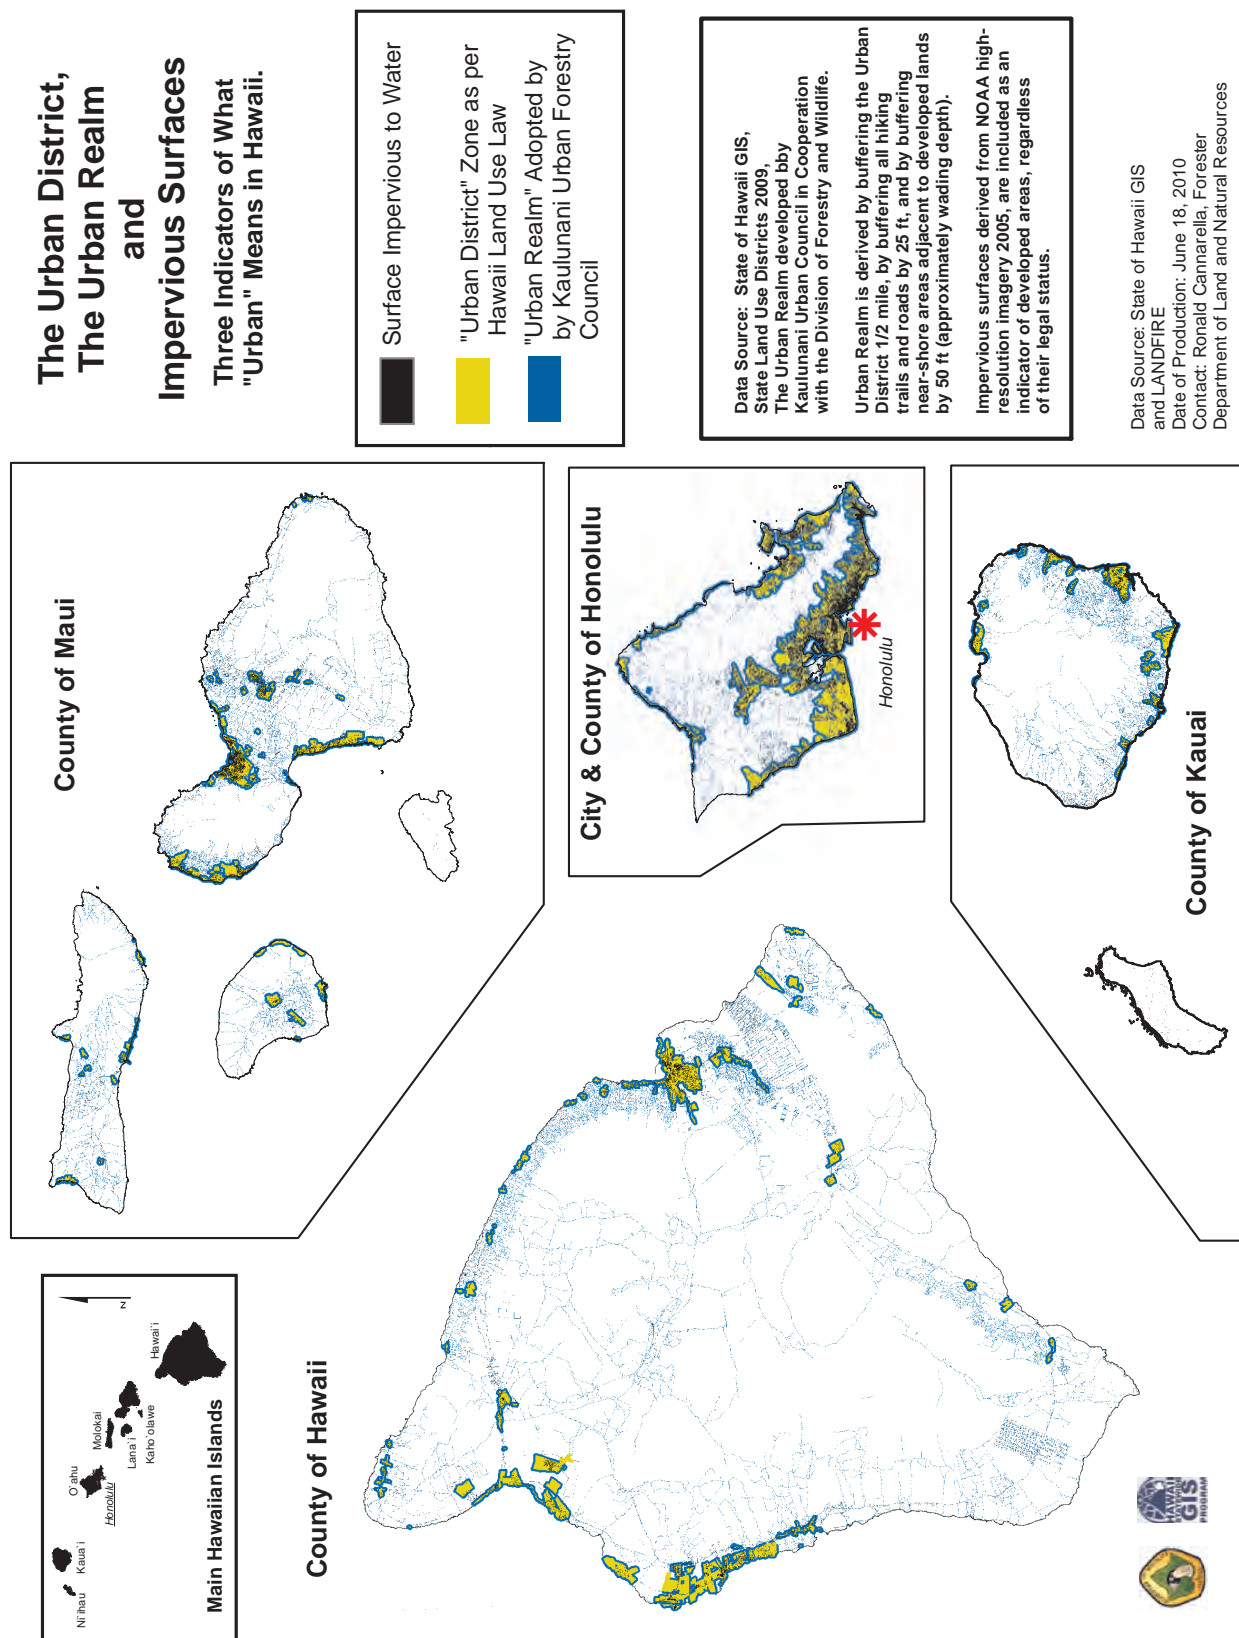 The Urban District,
The Urban Realm
and
Impervious Surfaces
Three Indicators of What
"Urban" Means in Hawaii.
Surface Impervious to Water
"Urban District" Zone as per
Hawaii Land Use Law
"Urban Realm" Adopted by
by Kaulunani Urban Forestry
Council
Data Source: State of Hawaii GIS,
State Land Use Districts 2009,
The Urban Realm developed bby
Kaulunani Urban Council in Cooperation
with the Division of Forestry and Wildlife.
Urban Realm is derived by buffering the Urban
District 1/2 mile, by buffering all hiking
trails and roads by 25 ft, and by buffering
near-shore areas adjacent to developed lands
by 50 ft (approximately wading depth).
Impervious surfaces derived from NOAA high-
resolution imagery 2005, are included as an
indicator of developed areas, regardless
of their legal status.
Data Source: State of Hawaii GIS
and LANDFIRE
Date of Production: June 18, 2010
Contact: Ronald Cannarella, Forester
Department of Land and Natural Resources
County of Maui
City & County of Honolulu
Honolulu
County of Kauai
County of Hawaii
Ni`ihau
Kaua`i
O`ahu
Honolulu
Molokai
Lana`i
Kaho`olawe
Hawai`i
N
Main Hawaiian Islands
HAWAII
STATEWIDE
GIS
PROGRAM